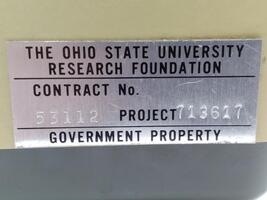 THE OHIO STATE UNIVERSITY
RESEARCH FOUNDATION
CONTRACT No.
53112 PROJECT 713617
GOVERNMENT PROPERTY